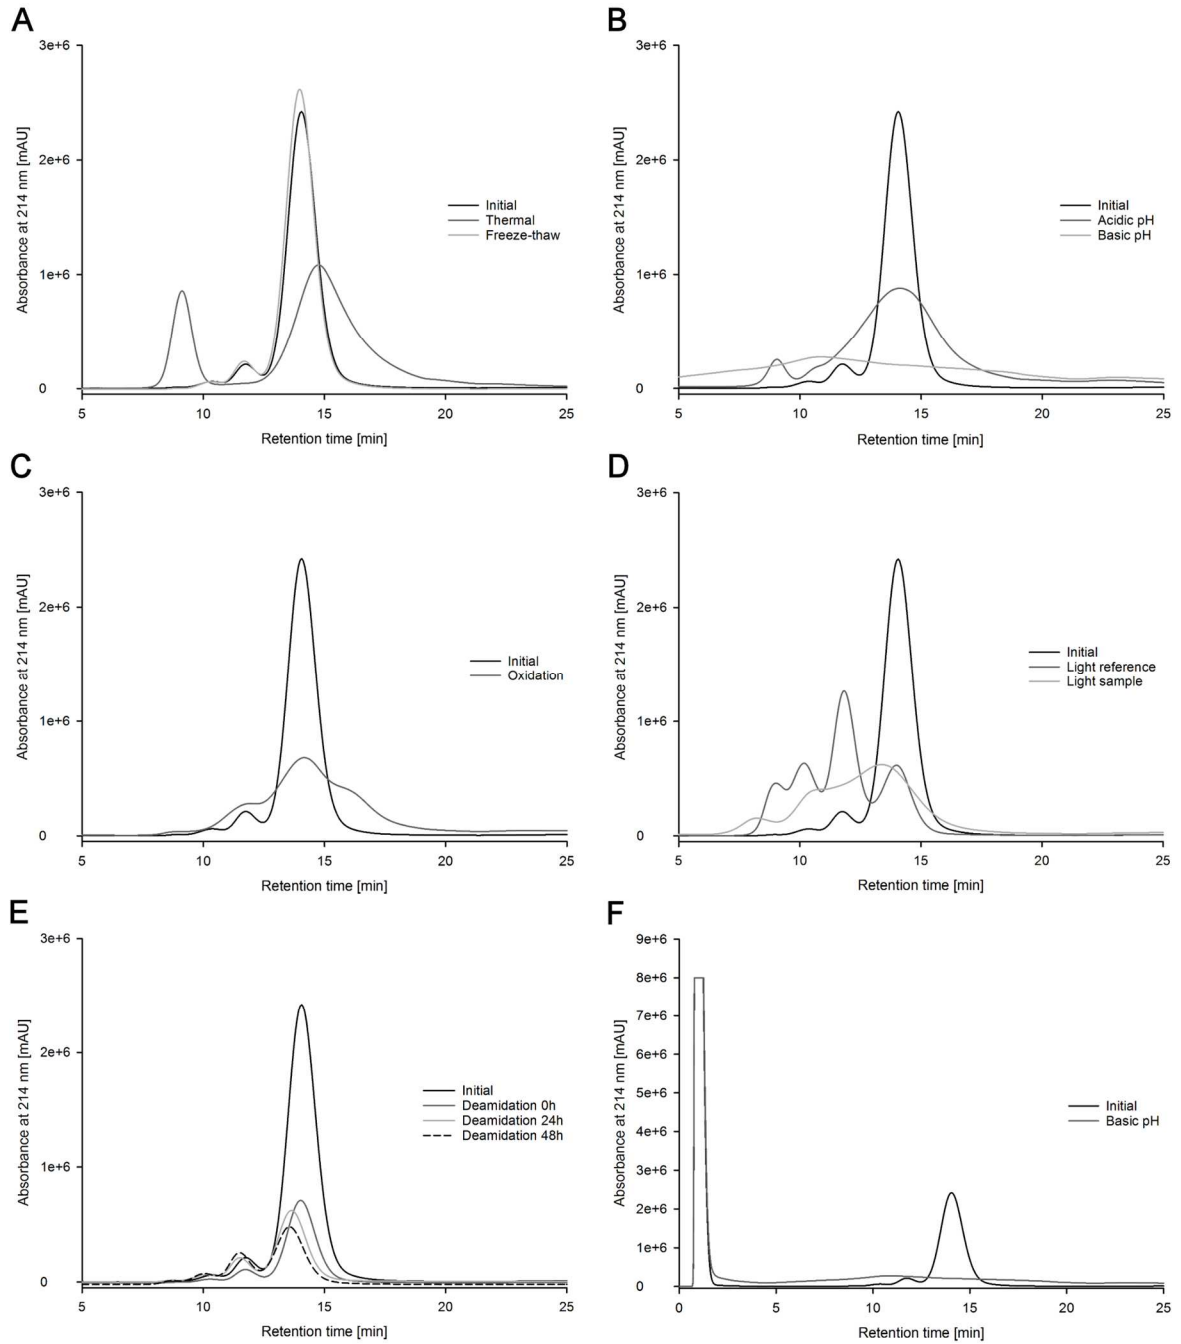 A
3e+6
2e+6
1e+6
0
Absorbance at 214 nm [mAU]
Initial
Thermal
Freeze-thaw
5 10 15 20 25
Retention time [min]
B
3e+6
2e+6
1e+6
0
Absorbance at 214 nm [mAU]
Initial
Acidic pH
Basic pH
5 10 15 20 25
Retention time [min]
C
3e+6
2e+6
1e+6
0
Absorbance at 214 nm [mAU]
Initial
Oxidation
5 10 15 20 25
Retention time [min]
D
3e+6
2e+6
1e+6
0
Absorbance at 214 nm [mAU]
Initial
Light reference
Light sample
5 10 15 20 25
Retention time [min]
E
3e+6
2e+6
1e+6
0
Absorbance at 214 nm [mAU]
Initial
Deamidation 0h
Deamidation 24h
Deamidation 48h
5 10 15 20 25
Retention time [min]
F
9e+6
8e+6
7e+6
6e+6
5e+6
4e+6
3e+6
2e+6
1e+6
0
Absorbance at 214 nm [mAU]
Initial
Basic pH
0 5 10 15 20 25
Retention time [min]